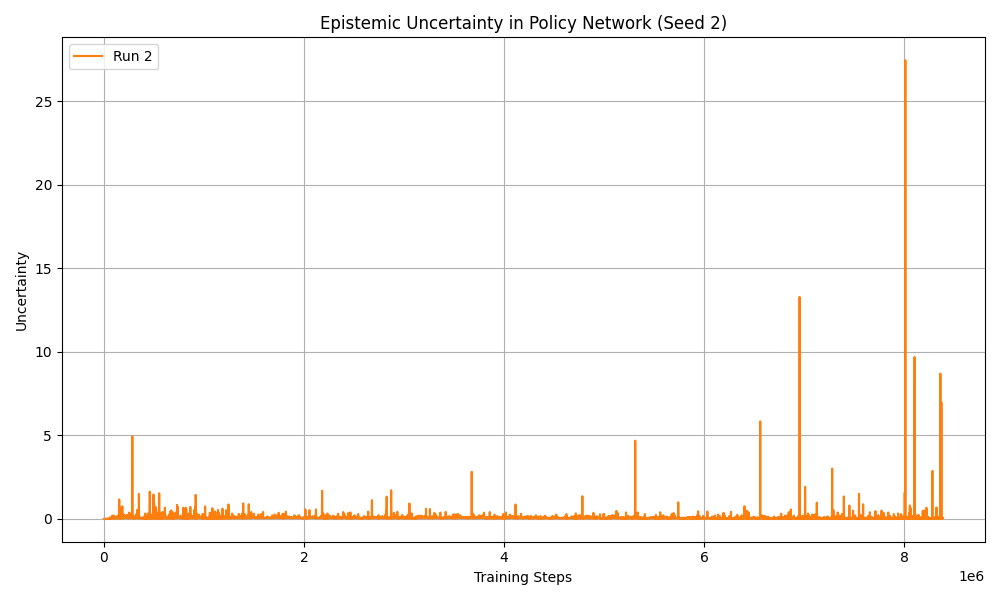 Epistemic Uncertainty in Policy Network (Seed 2)
Run 2
25
20
15
10
5
0
Uncertainty
0 2 4 6 8
1e6
Training Steps